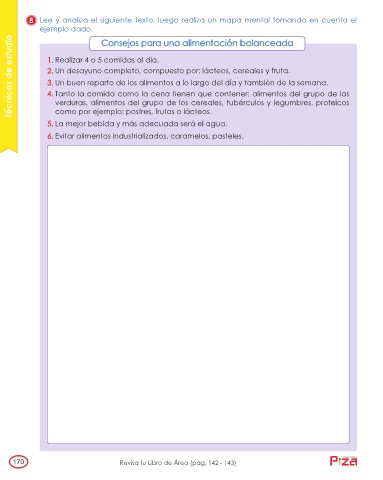 8 Lee y analiza el siguiente texto, luego realiza un mapa mental tomando en cuenta el
ejemplo dado.
Técnicas de estudio
Consejos para una alimentación balanceada
1. Realizar 4 o 5 comidas al día.
2. Un desayuno completo, compuesto por: lácteos, cereales y fruta.
3. Un buen reparto de los alimentos a lo largo del día y también de la semana.
4. Tanto la comida como la cena tienen que contener: alimentos del grupo de las
verduras, alimentos del grupo de los cereales, tubérculos y legumbres, proteicos
como por ejemplo: postres, frutas o lácteos.
5. La mejor bebida y más adecuada será el agua.
6. Evitar alimentos industrializados, caramelos, pasteles.
170
Revisa tu Libro de Área (pág. 142 - 143)
Piza